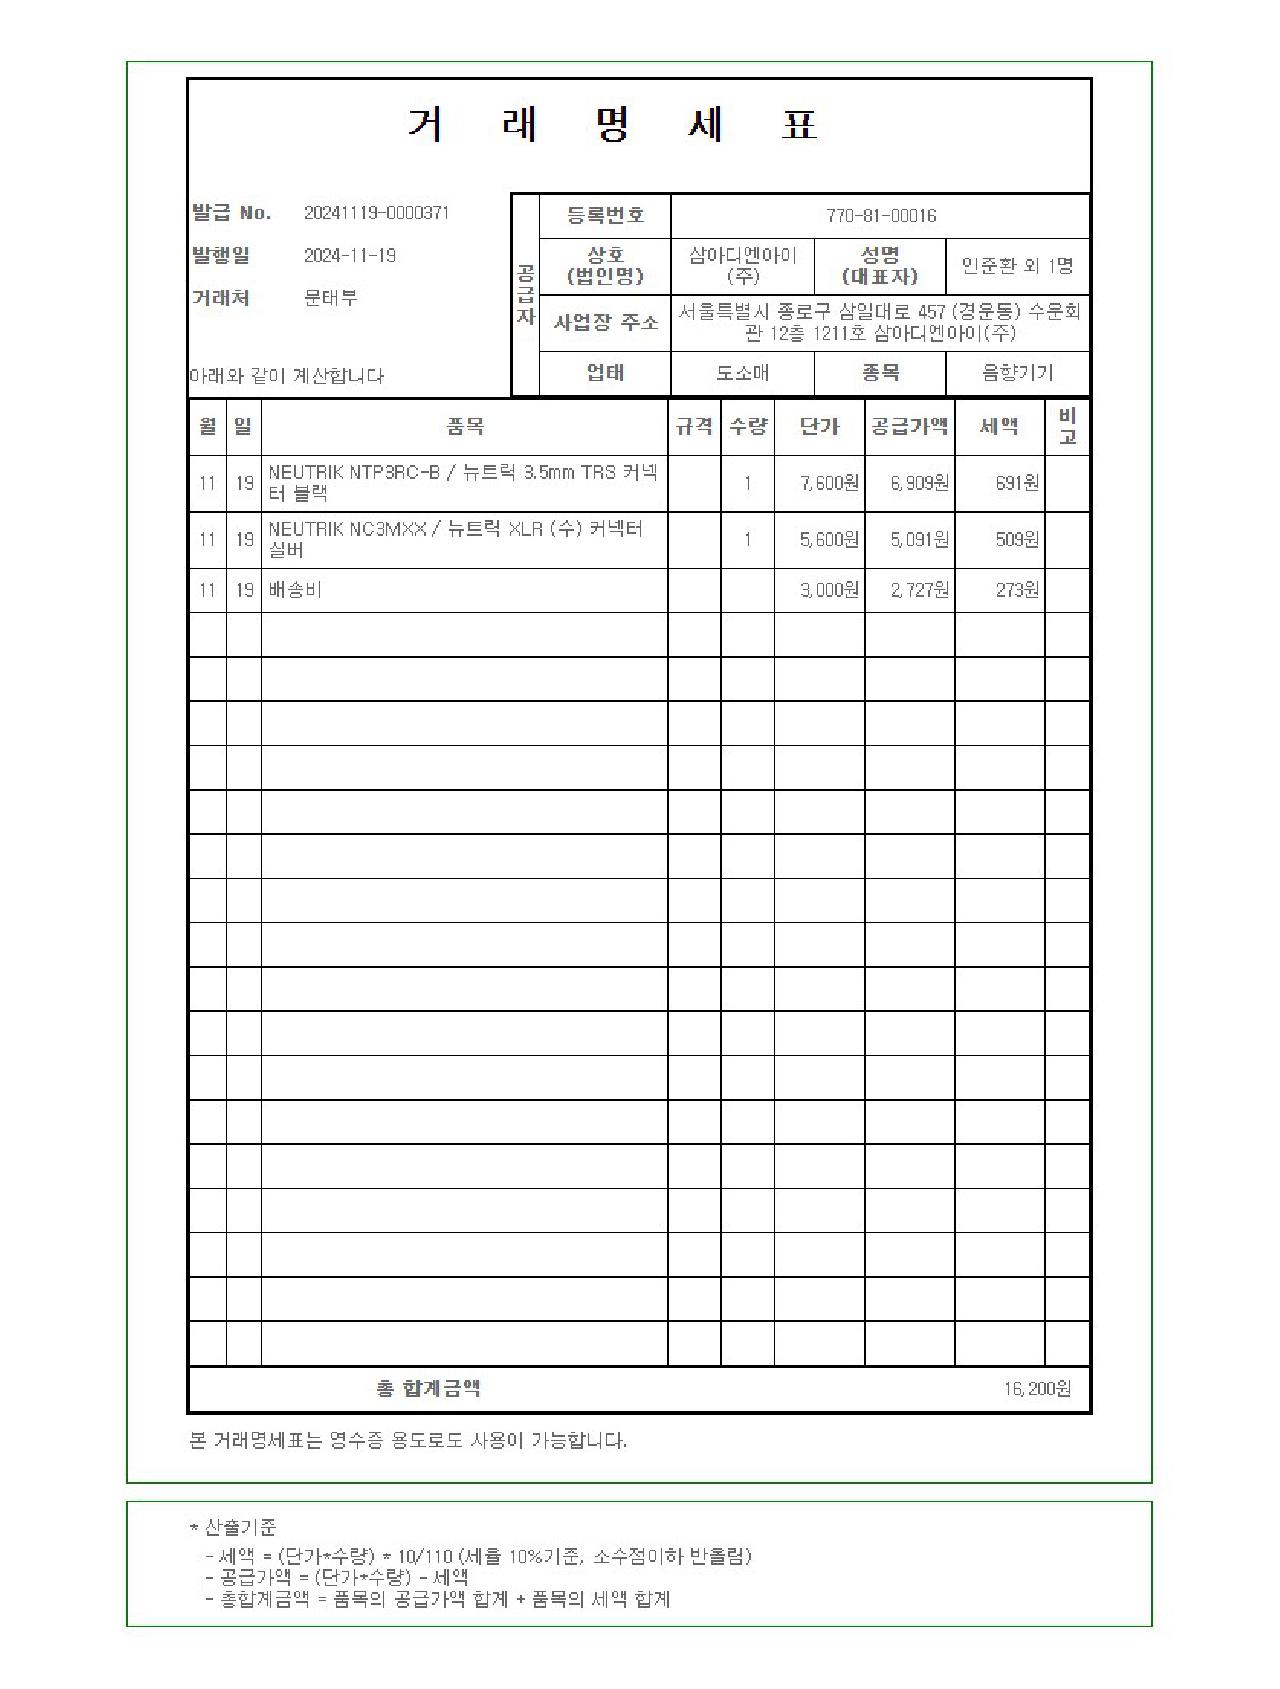 거 래 명 세 표
발급 No. 20241119-0000371
발행일 2024-11-19
거래처 문태부
아래와 같이 계산합니다
공급자
등록번호 770-81-00016
상호 (법인명) 삼아디엔아이 (주) 성명 (대표자) 인준환 외 1명
사업장 주소 서울특별시 종로구 삼일대로 457 (경운동) 수운회
관 12층 1211호 삼아디엔아이(주)
업태 도소매 종목 음향기기
월 일 품목 규격 수량 단가 공급가액 세액 비고
11 19 NEUTRIK NTP3RC-B / 뉴트릭 3.5mm TRS 커넥
터 블랙 1 7,600원 6,909원 691원
11 19 NEUTRIK NC3MXX / 뉴트릭 XLR (수) 커넥터
실버 1 5,600원 5,091원 509원
11 19 배송비 3,000원 2,727원 273원
총 합계금액 16,200원
본 거래명세표는 영수증 용도로도 사용이 가능합니다.
* 산출기준
- 세액 = (단가*수량) * 10/110 (세율 10%기준, 소수점이하 반올림)
- 공급가액 = (단가*수량) - 세액
- 총합계금액 = 품목의 공급가액 합계 + 품목의 세액 합계